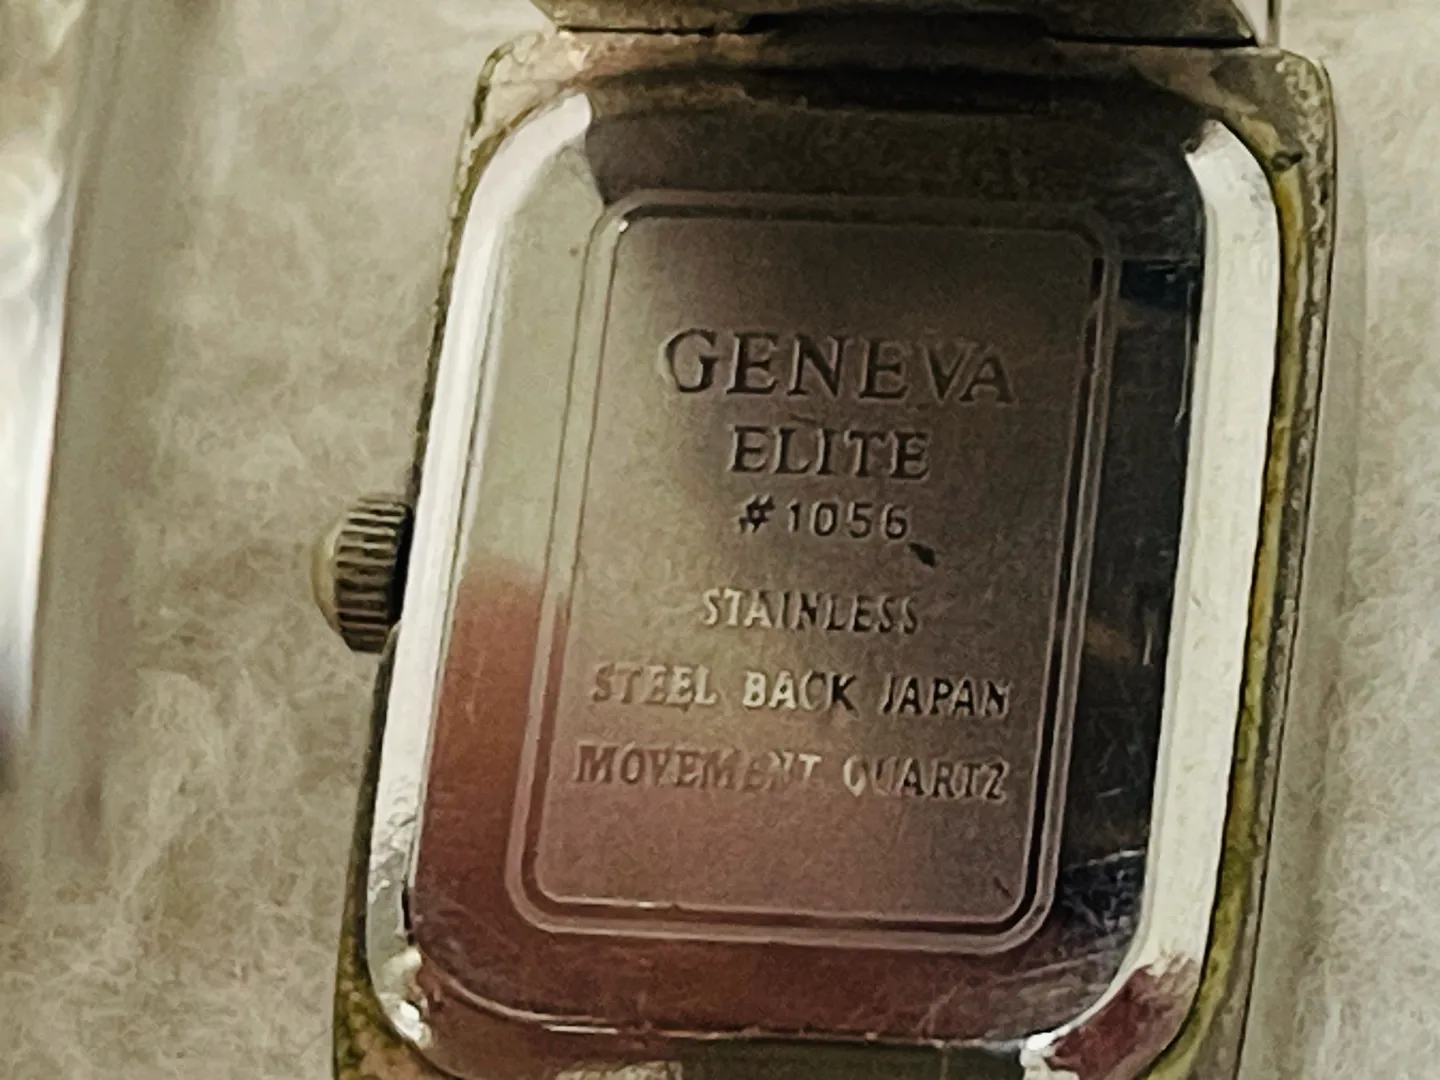 GENEVA
ELITE
#1056
STAINLESS
STEEL BACK JAPAN
MOVEMENT QUARTZ